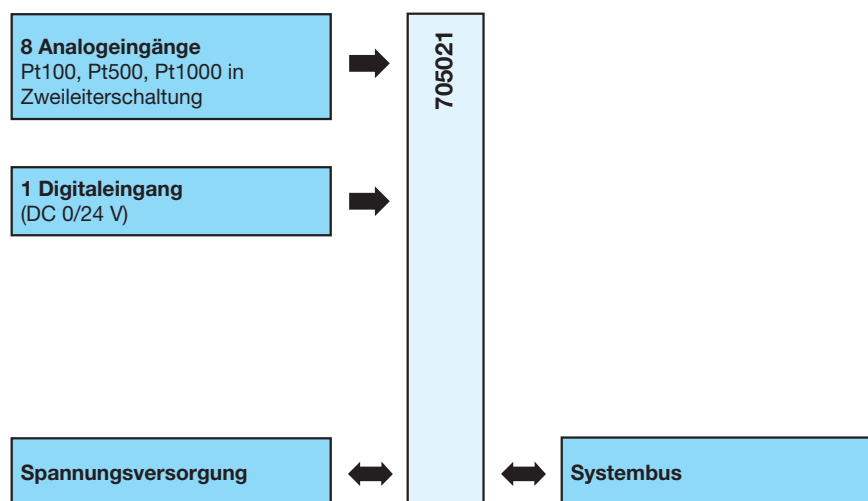 8 Analogeingänge
Pt100, Pt500, Pt1000 in
Zweileiterschaltung
705021
1 Digitaleingang
(DC 0/24 V)
Spannungsversorgung
Systembus